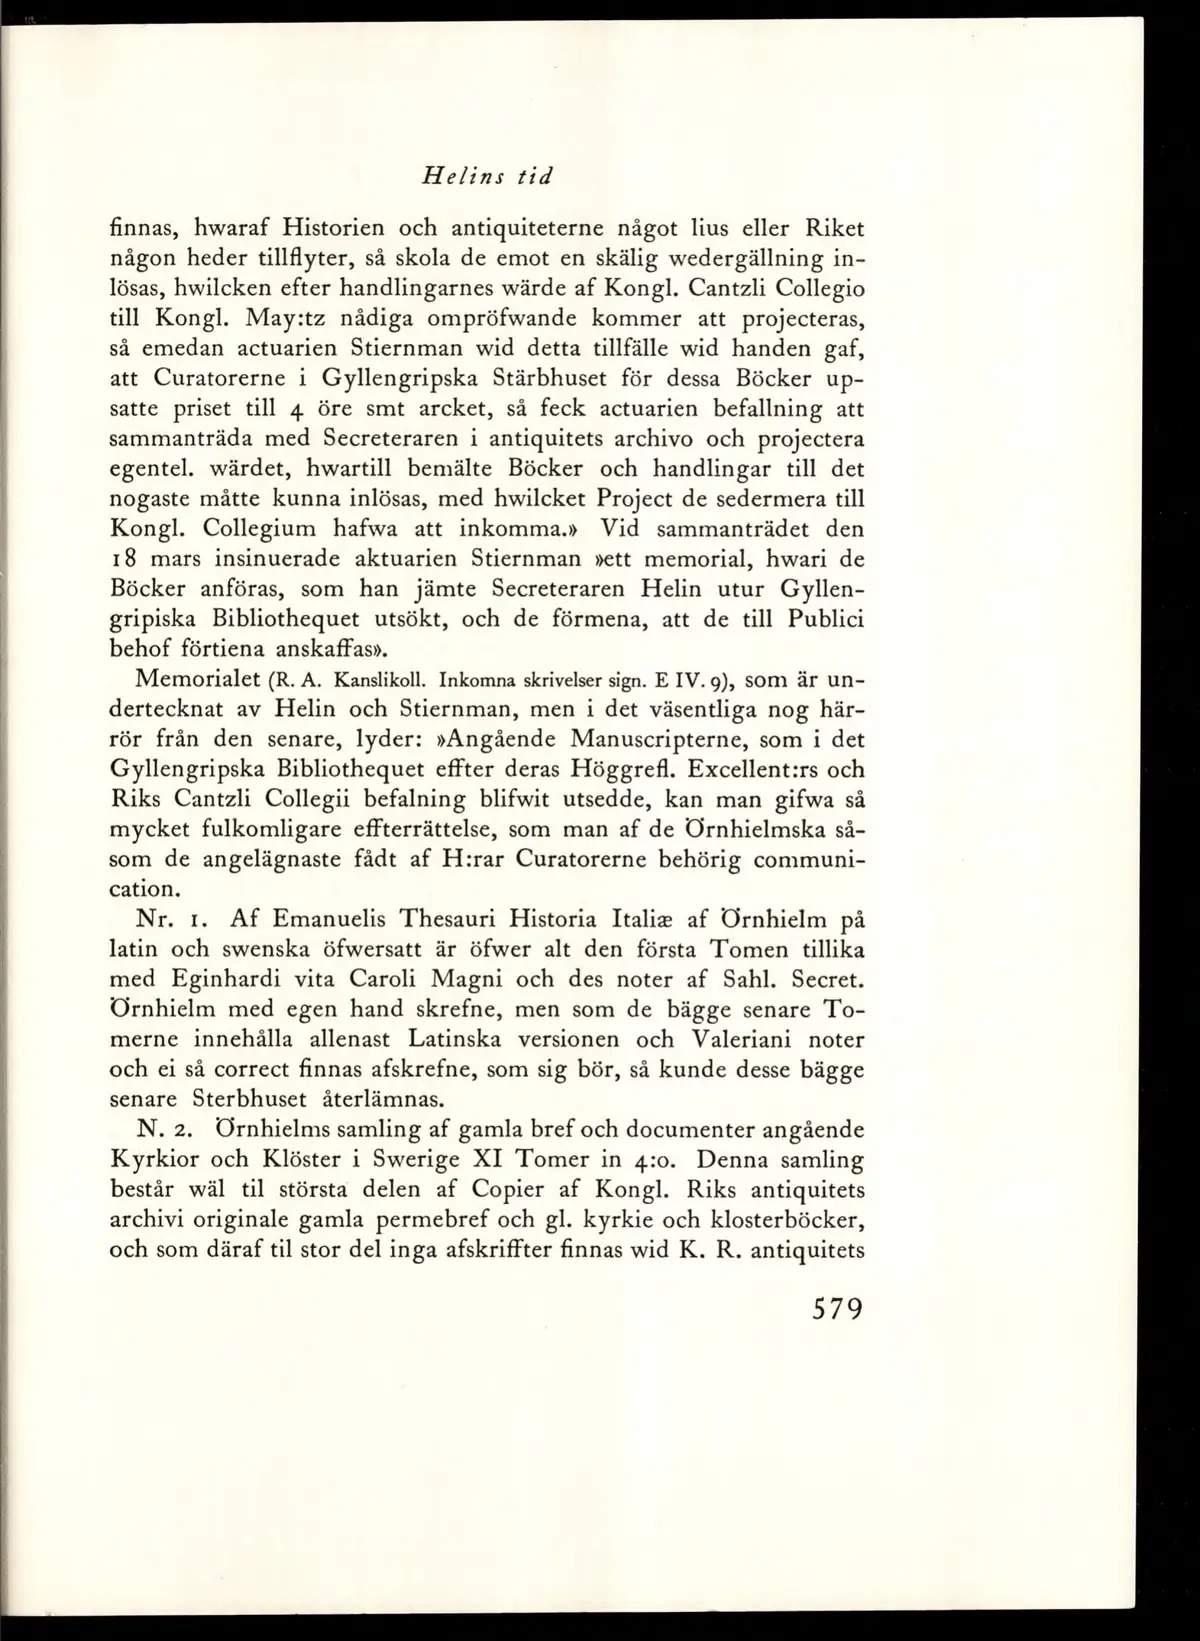 Helins tid
finnas, hwaraf Historien och antiquiteterne något lius eller Riket
någon heder tillflyter, så skola de emot en skälig wedergällning in-
lösas, hwilcken efter handlingarnes wärde af Kongl. Cantzli Collegio
till Kongl. May:tz nådiga ompröfwande kommer att projecteras,
så emedan actuarien Stiernman wid detta tillfälle wid handen gaf,
att Curatorerne i Gyllengripska Stärbhuset för dessa Böcker up-
satte priset till 4 öre smt arcket, så feck actuarien befallning att
sammanträda med Secreteraren i antiquitets archivo och projectera
egentel. wärdet, hwartill bemälte Böcker och handlingar till det
nogaste måtte kunna inlösas, med hwilcket Project de sedermera till
Kongl. Collegium hafwa att inkomma.» Vid sammanträdet den
18 mars insinuerade aktuarien Stiernman »ett memorial, hwari de
Böcker anföras, som han jämte Secreteraren Helin utur Gyllen-
gripiska Bibliothequet utsökt, och de förmena, att de till Publici
behof förtiena anskaffas».
Memorialet (R. A. Kanslikoll. Inkomna skrivelser sign. E IV. 9), som är un-
dertecknat av Helin och Stiernman, men i det väsentliga nog här-
rör från den senare, lyder: »Angående Manuscripterne, som i det
Gyllengripska Bibliothequet effter deras Höggrefl. Excellent:rs och
Riks Cantzli Collegii befalning blifwit utsedde, kan man gifwa så
mycket fulkomligare effterrättelse, som man af de Örnhielmska så-
som de angelägnaste fådt af H:rar Curatorerne behörig communi-
cation.
Nr. 1. Af Emanuelis Thesauri Historia Italiæ af Örnhielm på
latin och swenska öfwersatt är öfwer alt den första Tomen tillika
med Eginhardi vita Caroli Magni och des noter af Sahl. Secret.
Örnhielm med egen hand skrefne, men som de bägge senare To-
merne innehålla allenast Latinska versionen och Valeriani noter
och ei så correct finnas afskrefne, som sig bör, så kunde desse bägge
senare Sterbhuset återlämnas.
N. 2. Örnhielms samling af gamla bref och documenter angående
Kyrkior och Klöster i Swerige XI Tomer in 4:o. Denna samling
består wäl til största delen af Copier af Kongl. Riks antiquitets
archivi originale gamla permebref och gl. kyrkie och klosterböcker,
och som däraf til stor del inga afskriffter finnas wid K. R. antiquitets
579